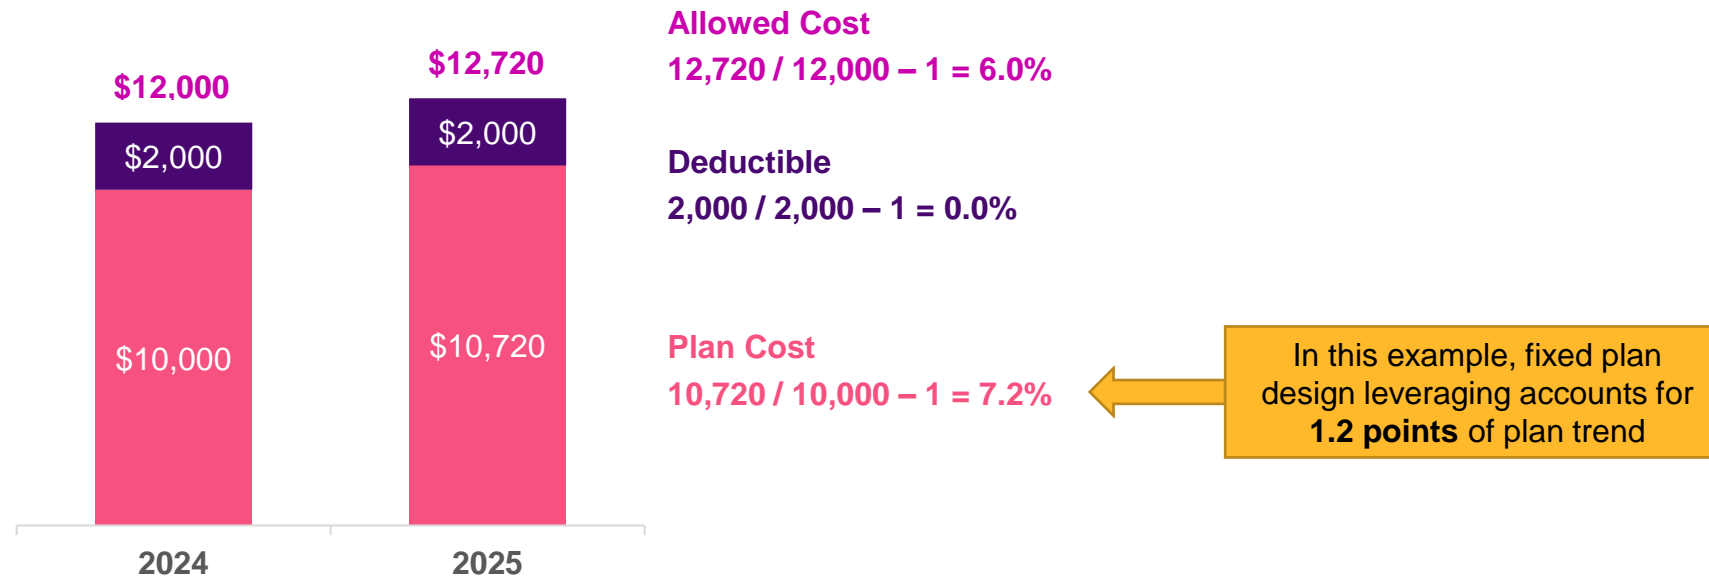 $12,000
$2,000
$10,000
2024
$12,720
$2,000
$10,720
2025
Allowed Cost
12,720 / 12,000 – 1 = 6.0%
Deductible
2,000 / 2,000 – 1 = 0.0%
Plan Cost
10,720 / 10,000 – 1 = 7.2%
In this example, fixed plan
design leveraging accounts for
1.2 points of plan trend